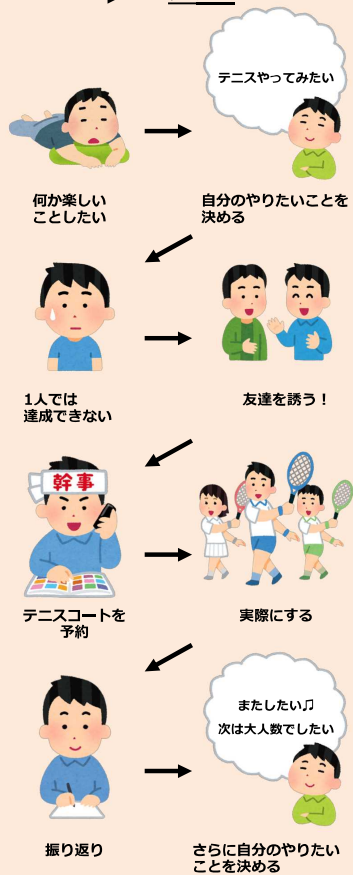 テニスやってみたい
何か楽しい
ことしたい
自分のやりたいことを
決める
1人では
達成できない
友達を誘う！
幹事
テニスコートを
予約
実際にする
またしたい♫
次は大人数でしたい
振り返り
さらに自分のやりたい
ことを決める